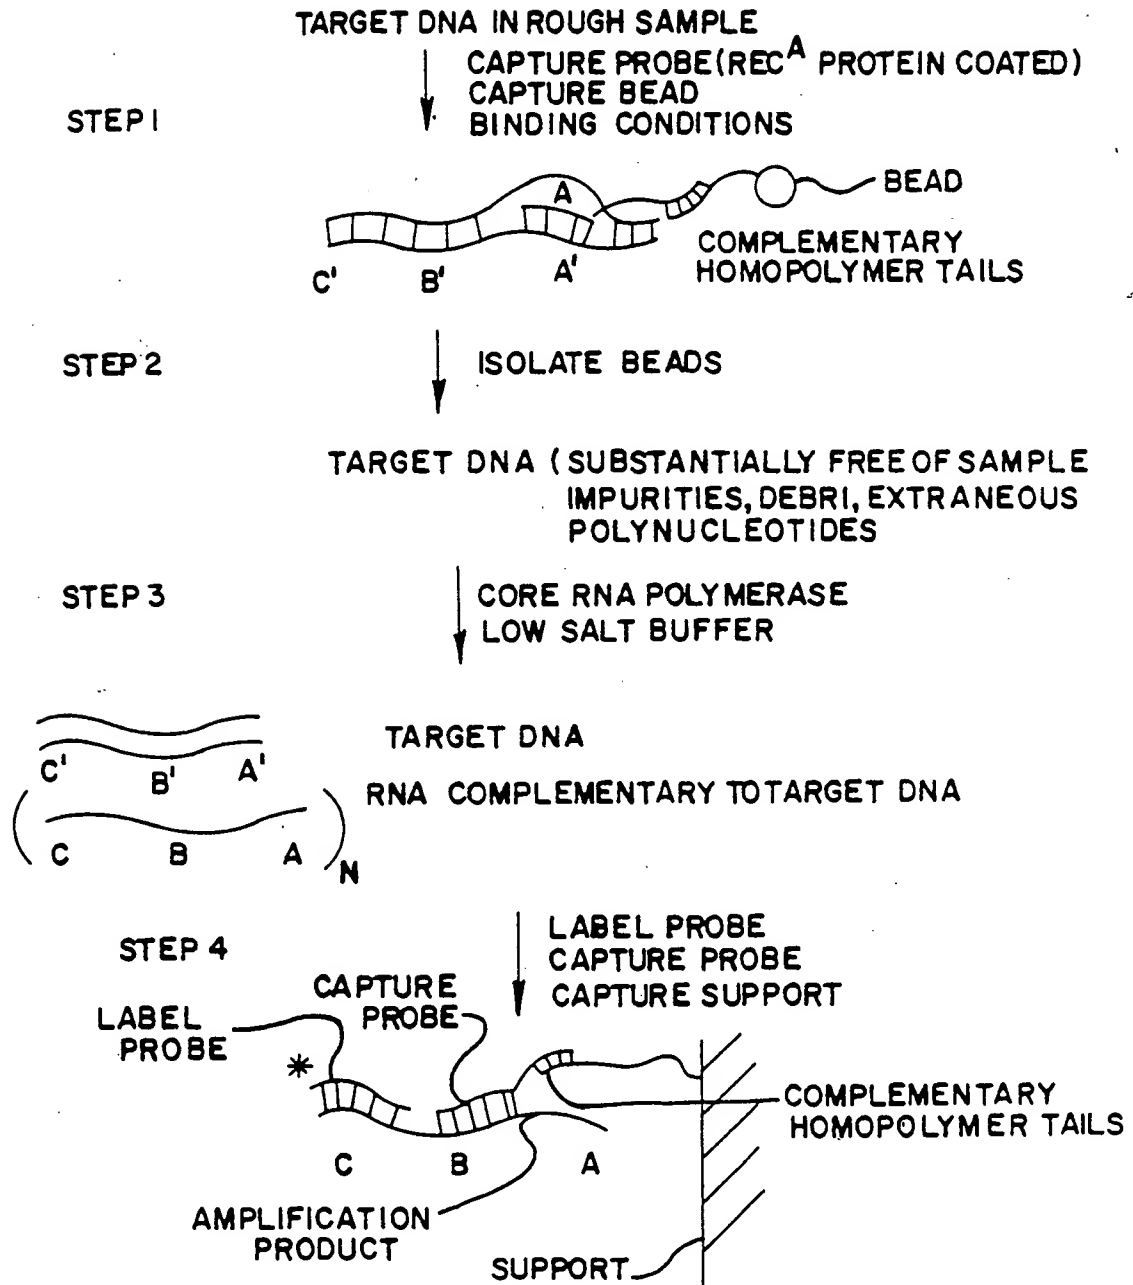 TARGET DNA IN ROUGH SAMPLE
CAPTURE PROBE (REC^A PROTEIN COATED)
CAPTURE BEAD
BINDING CONDITIONS
STEP 1
A
BEAD
COMPLEMENTARY
HOMOPOLYMER TAILS
C' B' A'
STEP 2
ISOLATE BEADS
TARGET DNA (SUBSTANTIALLY FREE OF SAMPLE
IMPURITIES, DEBRI, EXTRANEOUS
POLYNUCLEOTIDES
STEP 3
CORE RNA POLYMERASE
LOW SALT BUFFER
TARGET DNA
C' B' A'
RNA COMPLEMENTARY TO TARGET DNA
( C B A )N
STEP 4
LABEL PROBE
CAPTURE PROBE
CAPTURE SUPPORT
CAPTURE
PROBE
LABEL
PROBE
*
COMPLEMENTARY
HOMOPOLYMER TAILS
C B A
AMPLIFICATION
PRODUCT
SUPPORT